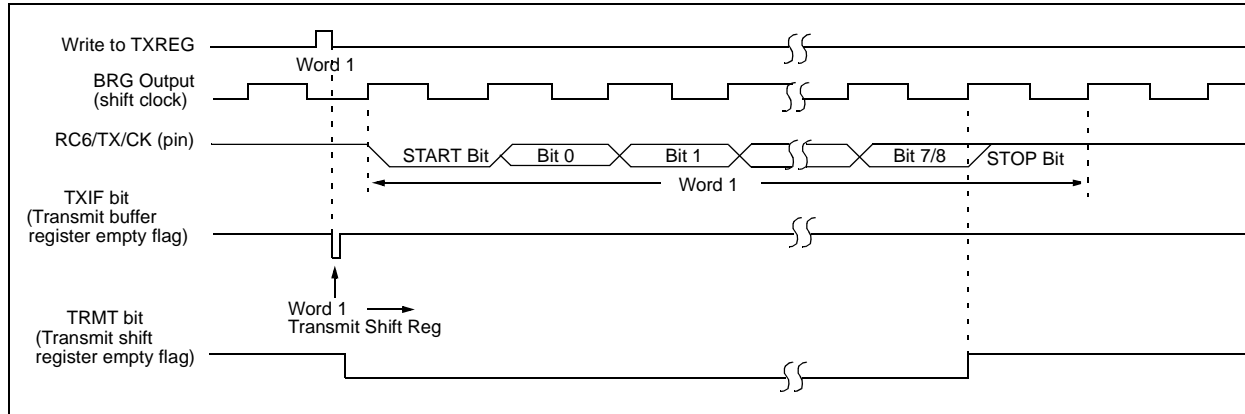 Write to TXREG
Word 1
BRG Output
(shift clock)
RC6/TX/CK (pin)
START Bit
Bit 0
Bit 1
Bit 7/8
STOP Bit
Word 1
TXIF bit
(Transmit buffer
register empty flag)
Word 1
Transmit Shift Reg
TRMT bit
(Transmit shift
register empty flag)